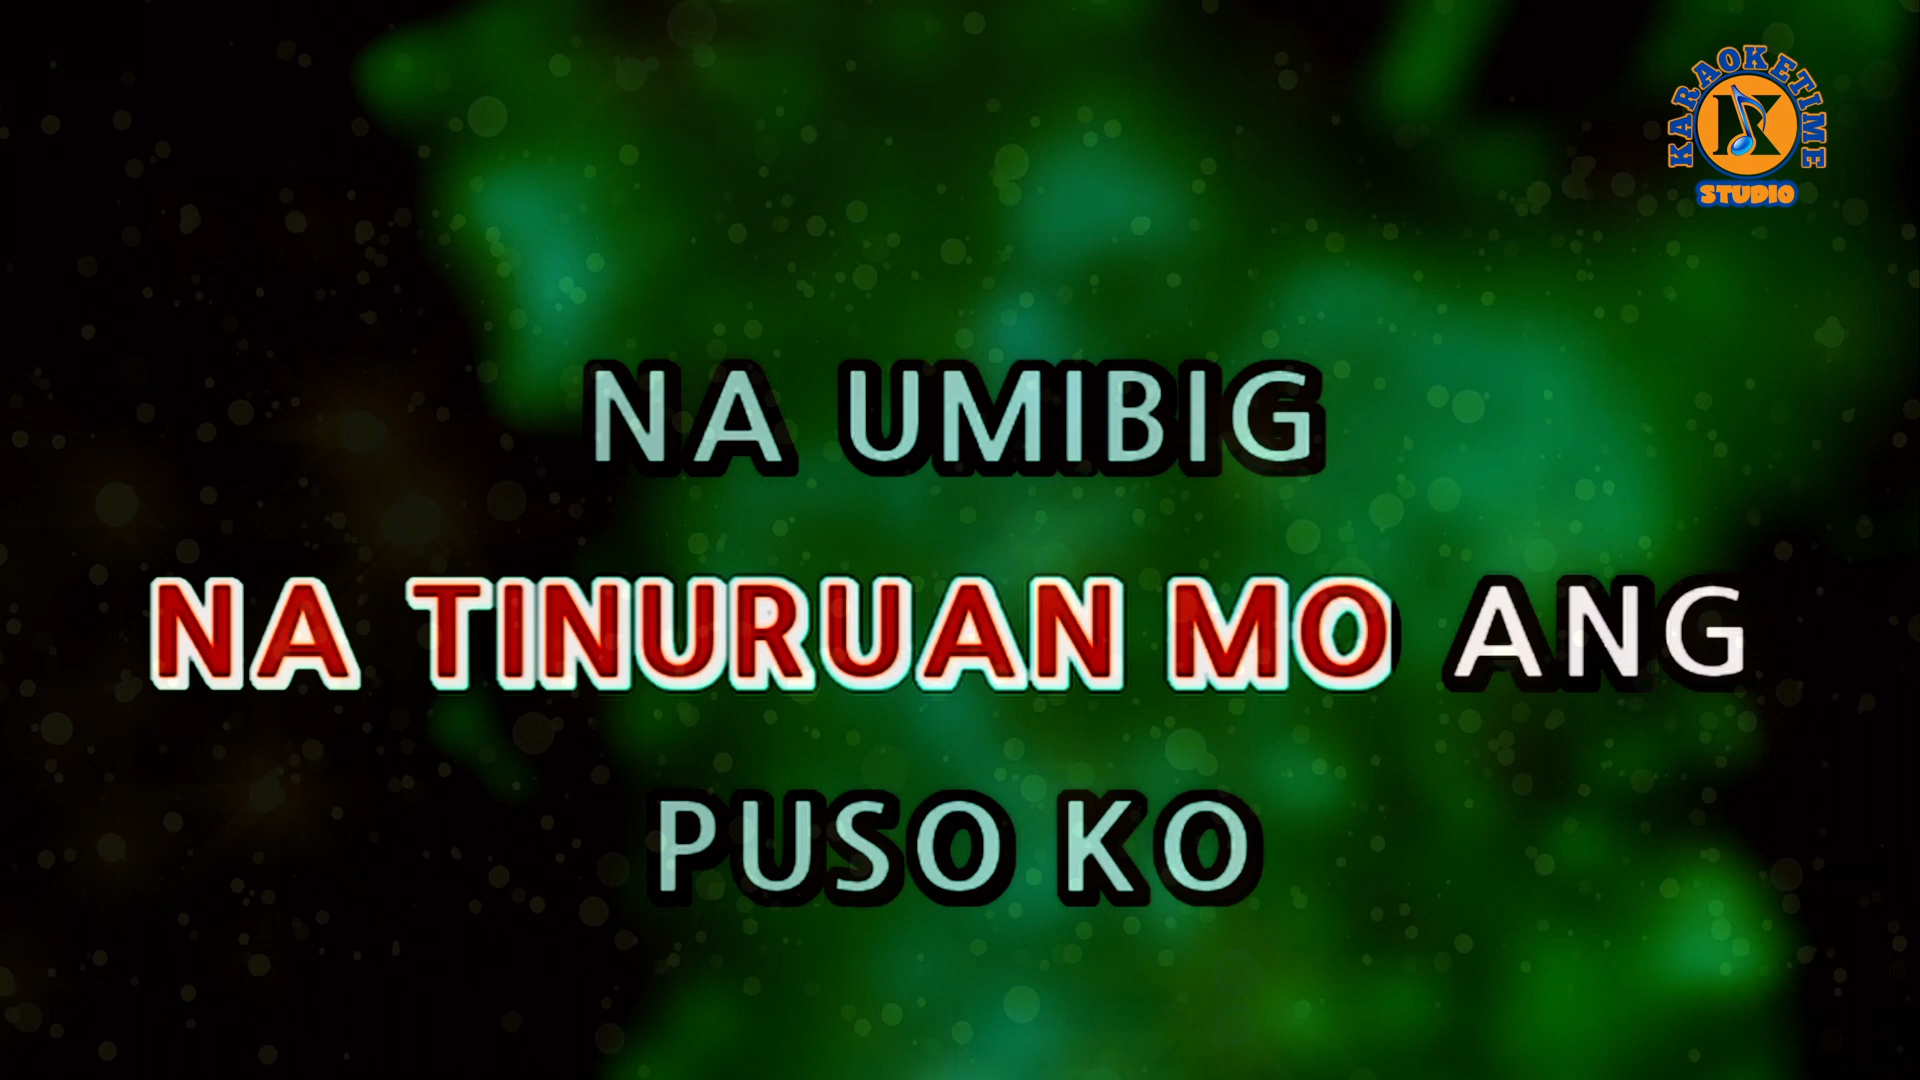 KARAOKETIME
STUDIO
NA UMIBIG
NA TINURUAN MO ANG
PUSO KO